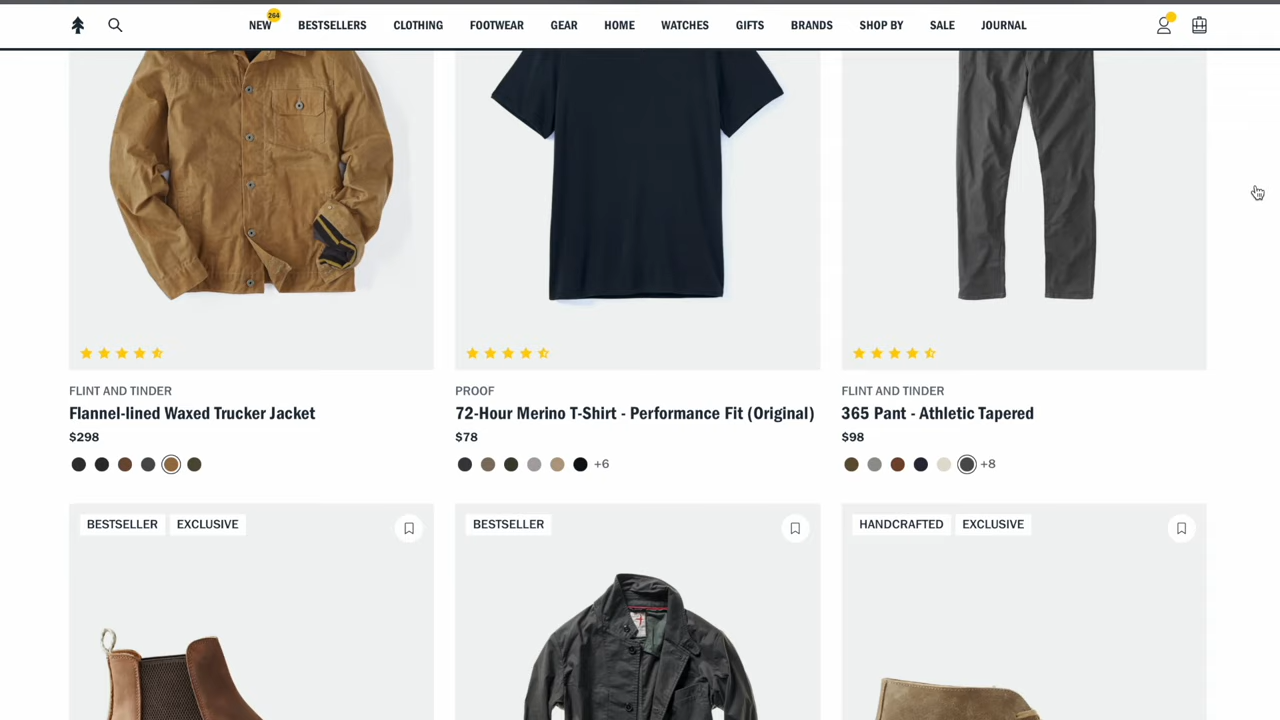 264
NEW BESTSELLERS CLOTHING FOOTWEAR GEAR HOME WATCHES GIFTS BRANDS SHOP BY SALE JOURNAL
FLINT AND TINDER
Flannel-lined Waxed Trucker Jacket
$298
PROOF
72-Hour Merino T-Shirt - Performance Fit (Original)
$78
+6
FLINT AND TINDER
365 Pant - Athletic Tapered
$98
+8
BESTSELLER EXCLUSIVE
BESTSELLER
HANDCRAFTED EXCLUSIVE